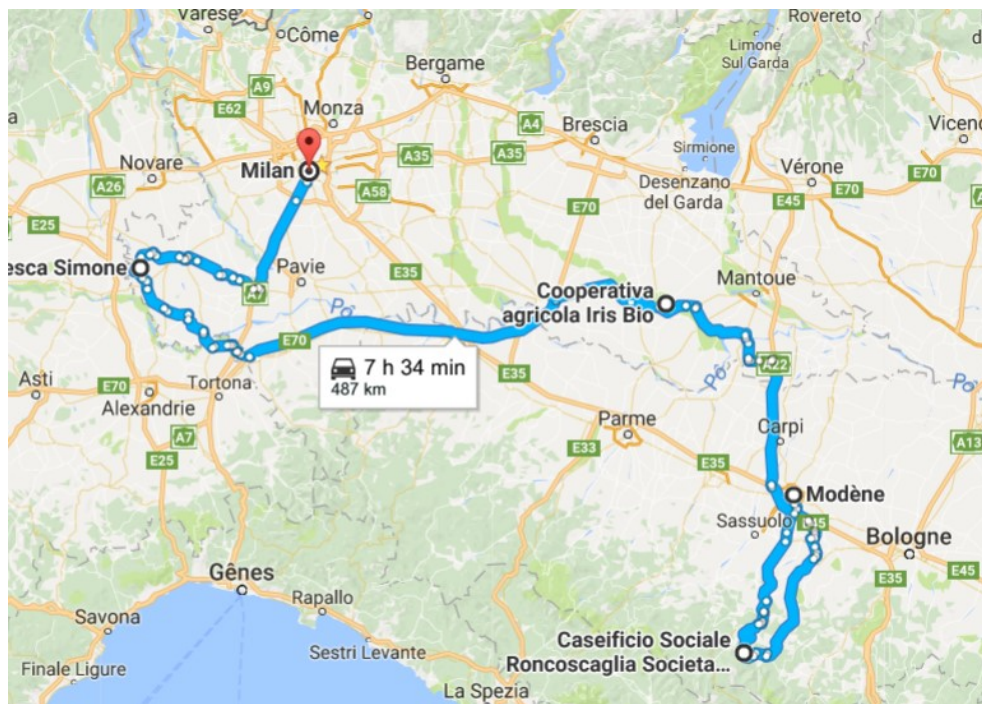 Varese
Côme
Rovereto
Limone
Sul Garda
Bergame
A9
E62
Monza
A4
Brescia
Vicenc
Novare
Milan
A35
A35
Sirmione
Vérone
E70
A26
A58
Desenzano
del Garda
E70
E45
E25
esca Simone
Pavie
E35
Mantoue
A7
Cooperativa
agricola Iris Bio
Pô
E70
7 h 34 min
487 km
Pô
A22
Asti
E70
Tortona
E35
Pô
Alexandrie
Parme
Carpi
A7
E33
A13
E25
E35
Modène
Sassuolo
E45
Bologne
Gênes
E35
E45
Savona
Rapallo
Caseificio Sociale
Roncoscaglia Societa...
Sestri Levante
Finale Ligure
La Spezia